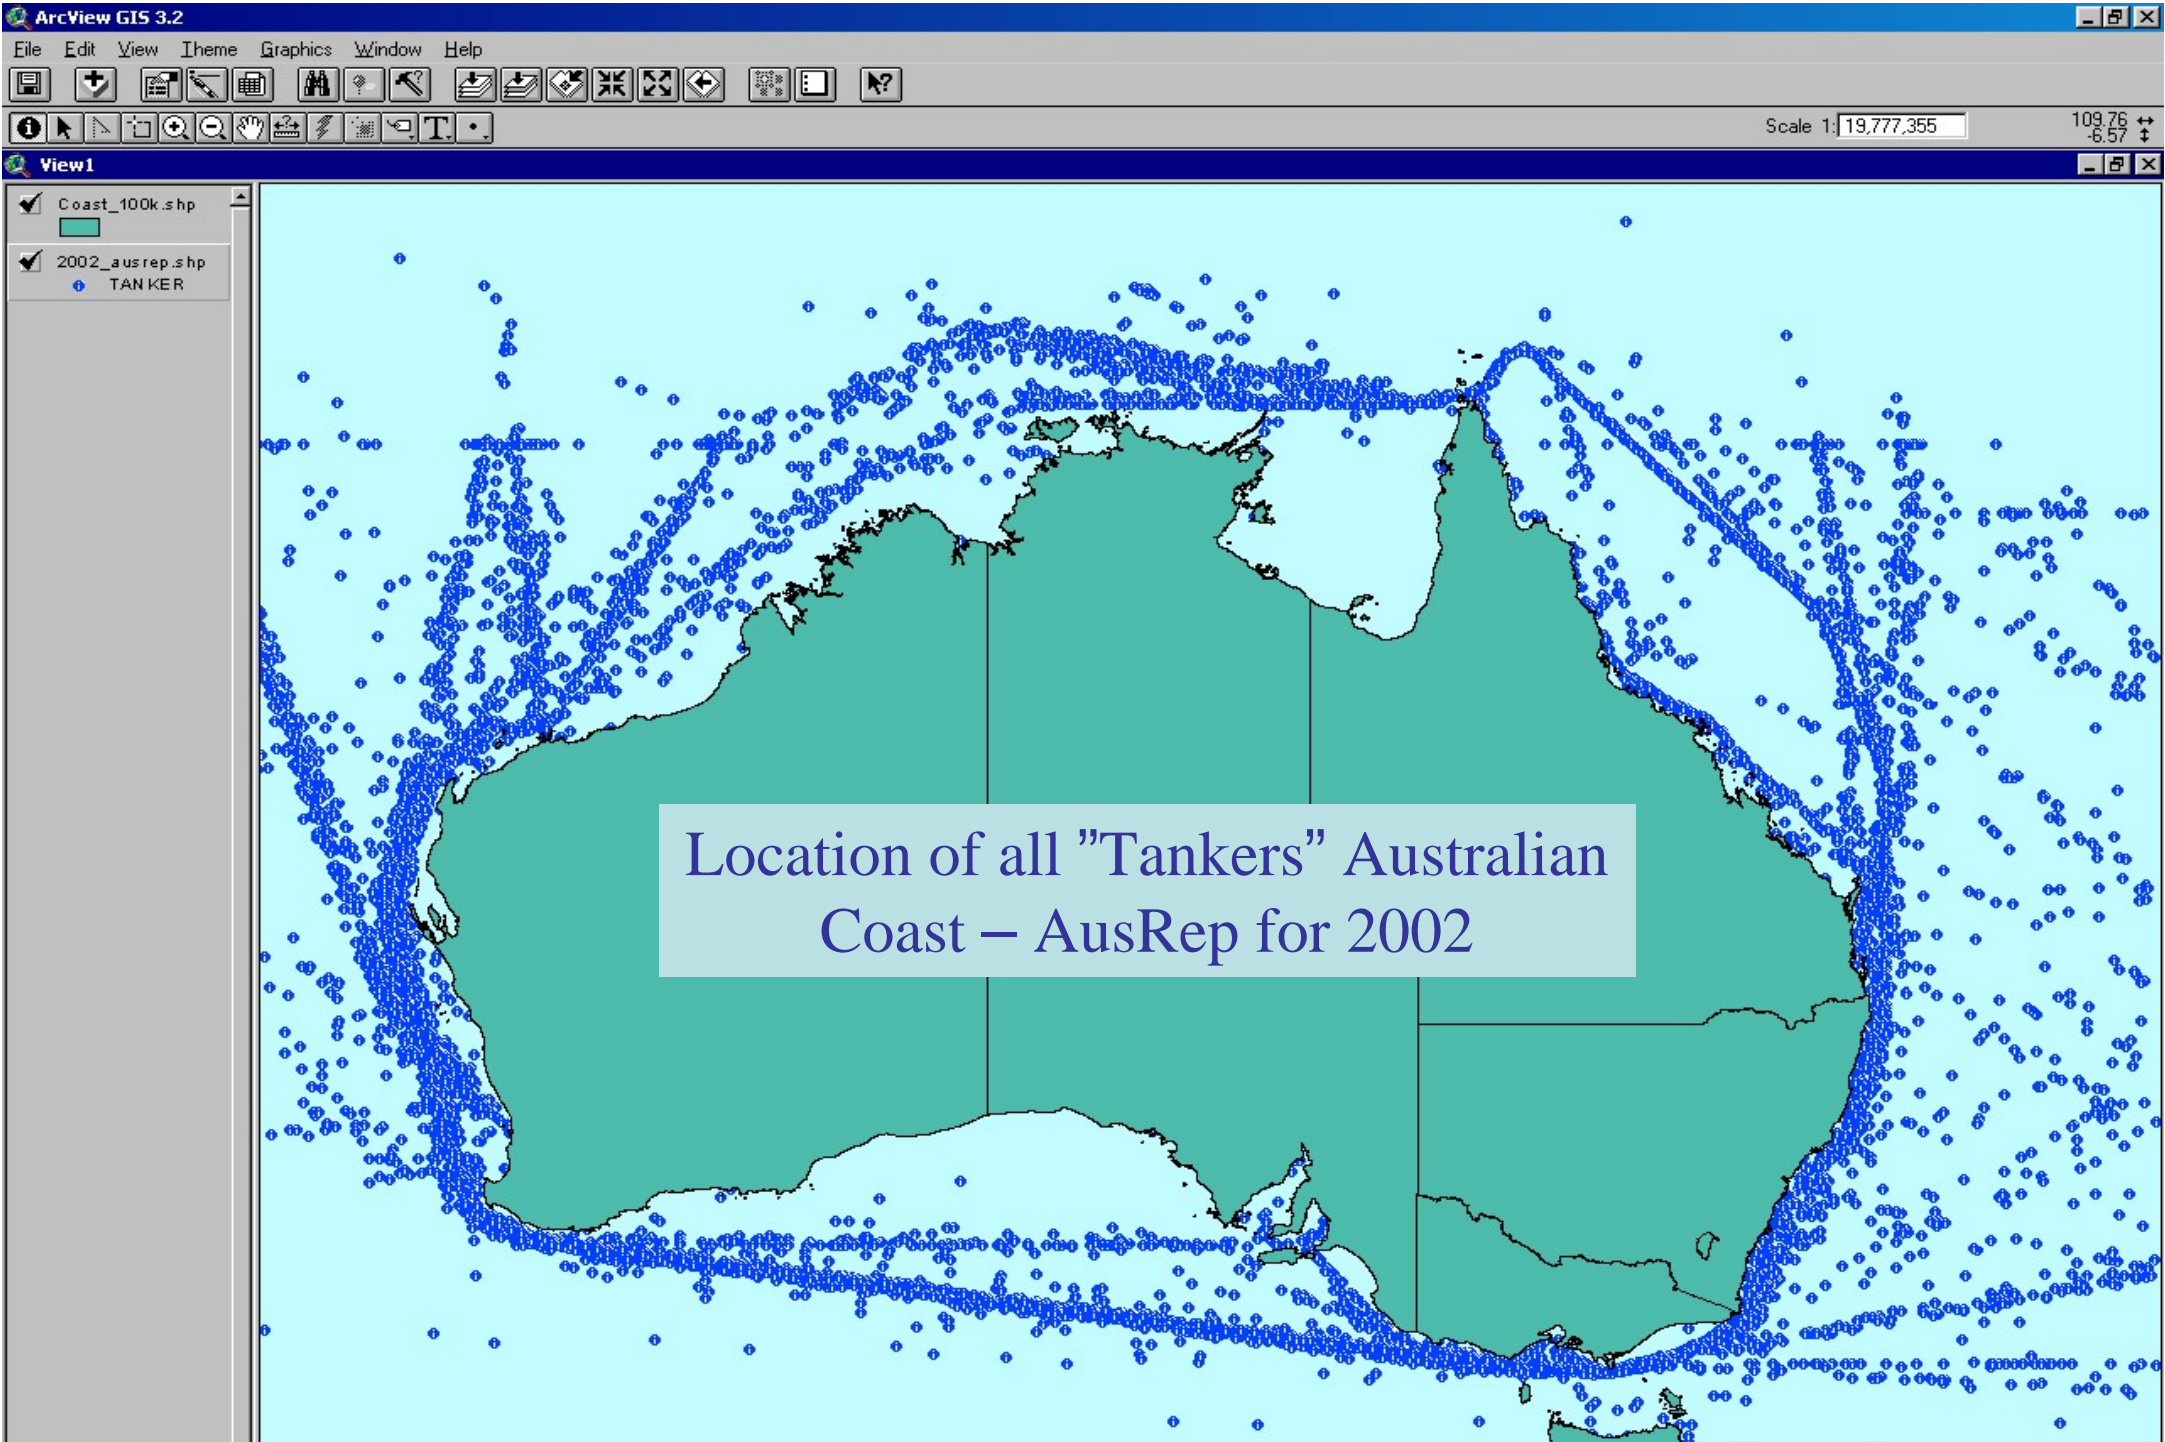 ArcView GIS 3.2
File Edit View Theme Graphics Window Help
Scale 1: 19,777,355
109.76
-6.57
View1
Coast_100k.shp
2002_ausrep.shp
TANKER
Location of all ”Tankers” Australian
Coast – AusRep for 2002